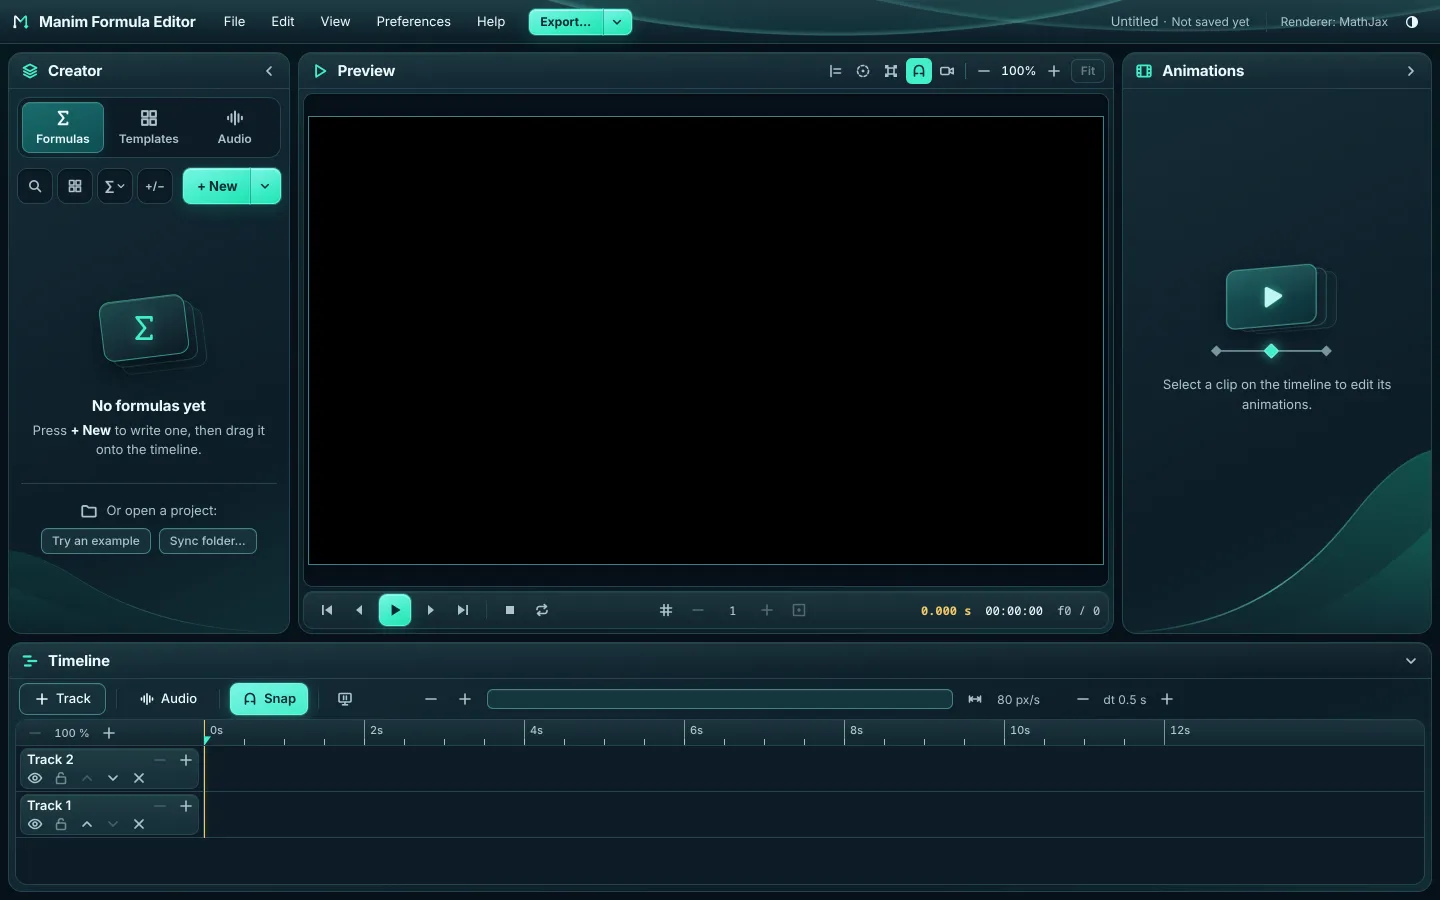 Manim Formula Editor
File
Edit
View
Preferences
Help
Export...
Untitled · Not saved yet
Renderer: MathJax
Creator
Formulas
Templates
Audio
Σ
+/−
+ New
Σ
No formulas yet
Press + New to write one, then drag it
onto the timeline.
Or open a project:
Try an example
Sync folder...
Preview
100%
Fit
1
0.000 s
00:00:00
f0 / 0
Animations
Select a clip on the timeline to edit its
animations.
Timeline
+ Track
Audio
Snap
80 px/s
dt 0.5 s
100 %
0s
2s
4s
6s
8s
10s
12s
Track 2
Track 1